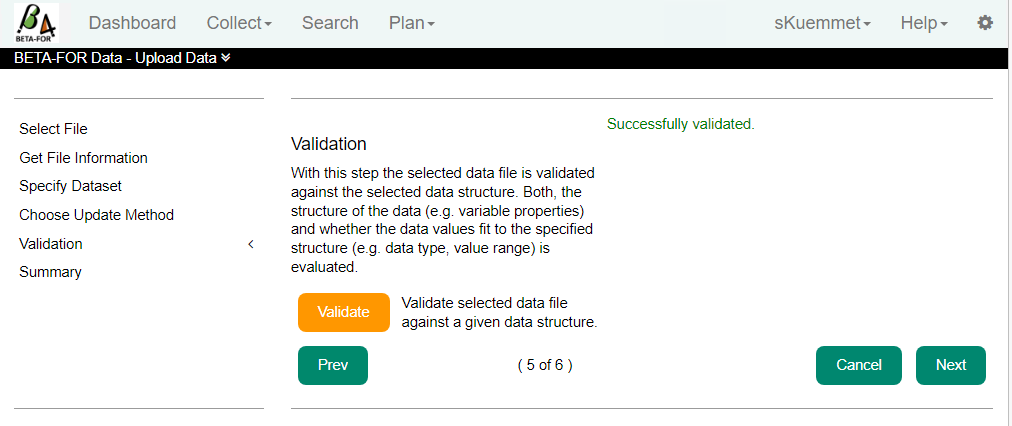 BETA-FOR
Dashboard Collect Search Plan sKuemmet Help
BETA-FOR Data - Upload Data
Select File
Get File Information
Specify Dataset
Choose Update Method
Validation
Summary
Successfully validated.
Validation
With this step the selected data file is validated
against the selected data structure. Both, the
structure of the data (e.g. variable properties)
and whether the data values fit to the specified
structure (e.g. data type, value range) is
evaluated.
Validate
Validate selected data file
against a given data structure.
Prev ( 5 of 6 ) Cancel Next